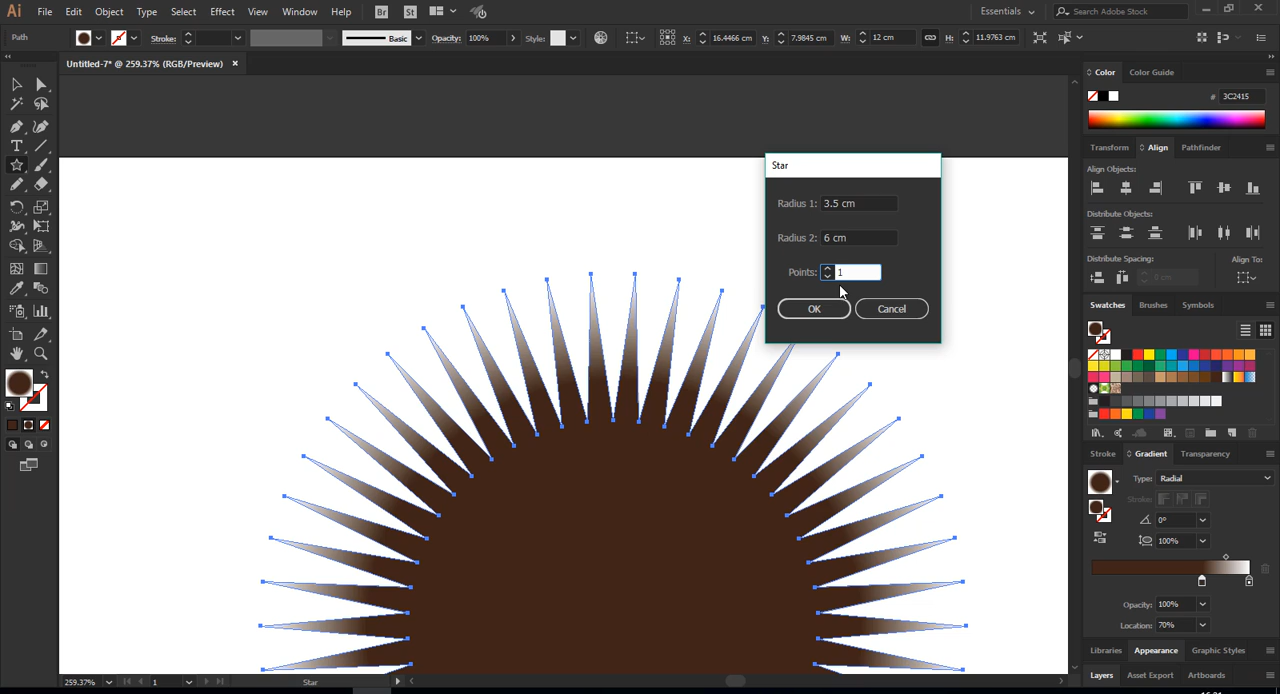 Ai File Edit Object Type Select Effect View Window Help Br St Essentials Search Adobe Stock
Path Stroke: Basic Opacity: 100% Style: X: 16.4466 cm Y: 7.9845 cm W: 12 cm H: 11.9763 cm
Untitled-7* @ 259.37% (RGB/Preview) ×
Color Color Guide
# 3C2415
Transform Align Pathfinder
Align Objects:
Distribute Objects:
Distribute Spacing: Align To:
0 cm
Swatches Brushes Symbols
Stroke Gradient Transparency
Type: Radial
Stroke:
0°
100%
Opacity: 100%
Location: 70%
Libraries Appearance Graphic Styles
Layers Asset Export Artboards
Star
Radius 1: 3.5 cm
Radius 2: 6 cm
Points: 1
OK Cancel
259.37% 1 Star